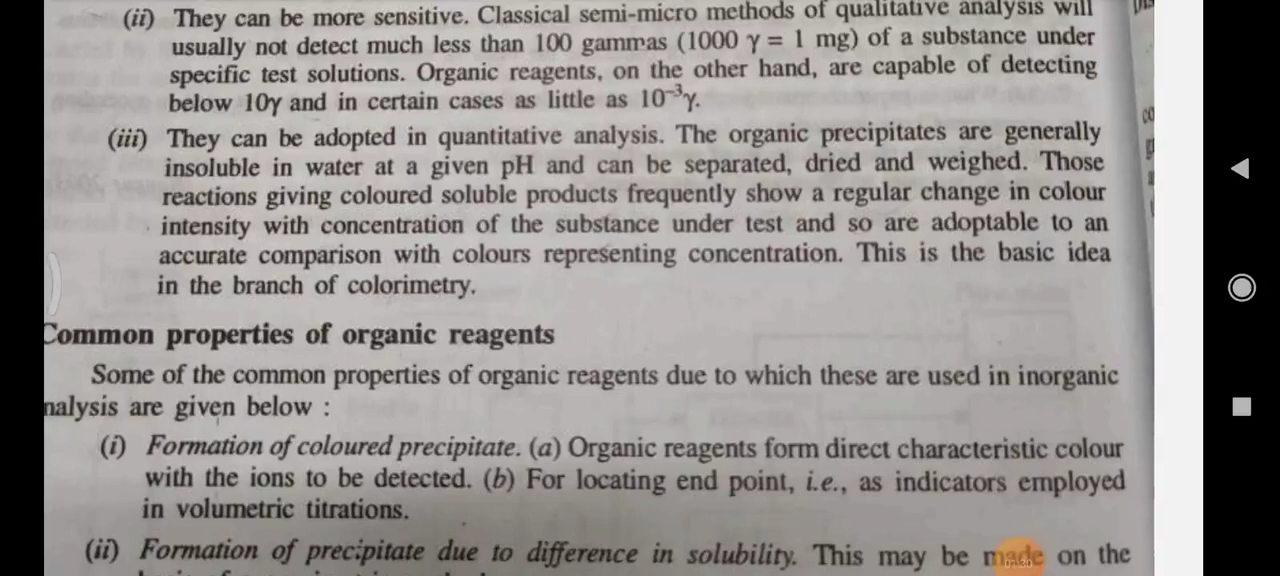 (ii) They can be more sensitive. Classical semi-micro methods of qualitative analysis will
usually not detect much less than 100 gammas (1000 γ = 1 mg) of a substance under
specific test solutions. Organic reagents, on the other hand, are capable of detecting
below 10γ and in certain cases as little as 10⁻³γ.
(iii) They can be adopted in quantitative analysis. The organic precipitates are generally
insoluble in water at a given pH and can be separated, dried and weighed. Those
reactions giving coloured soluble products frequently show a regular change in colour
intensity with concentration of the substance under test and so are adoptable to an
accurate comparison with colours representing concentration. This is the basic idea
in the branch of colorimetry.
Common properties of organic reagents
Some of the common properties of organic reagents due to which these are used in inorganic
nalysis are given below :
(i) Formation of coloured precipitate. (a) Organic reagents form direct characteristic colour
with the ions to be detected. (b) For locating end point, i.e., as indicators employed
in volumetric titrations.
(ii) Formation of precipitate due to difference in solubility. This may be made on the